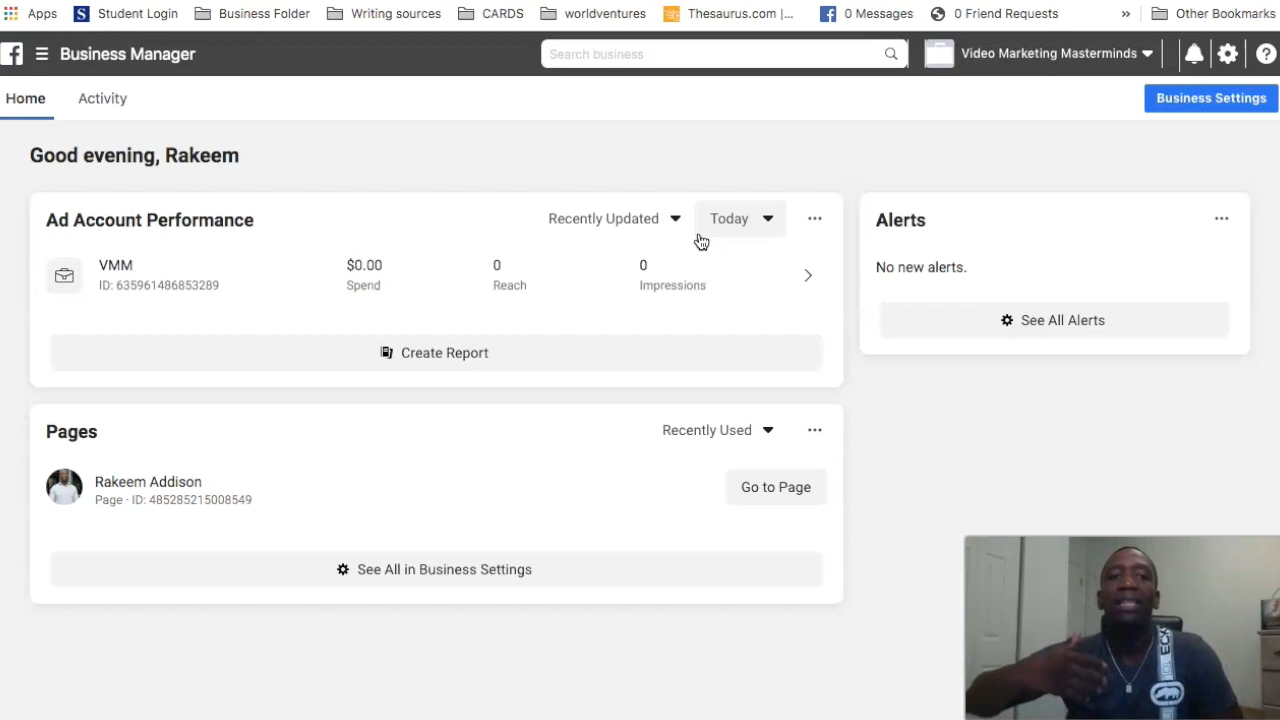 Apps Student Login Business Folder Writing sources CARDS worldventures Thesaurus.com |... 0 Messages 0 Friend Requests » Other Bookmarks
Business Manager Search business Video Marketing Masterminds
Home Activity Business Settings
Good evening, Rakeem
Ad Account Performance Recently Updated Today
VMM $0.00 0 0
ID: 635961486853289 Spend Reach Impressions
Create Report
Alerts
No new alerts.
See All Alerts
Pages Recently Used
Rakeem Addison
Page · ID: 485285215008549
Go to Page
See All in Business Settings